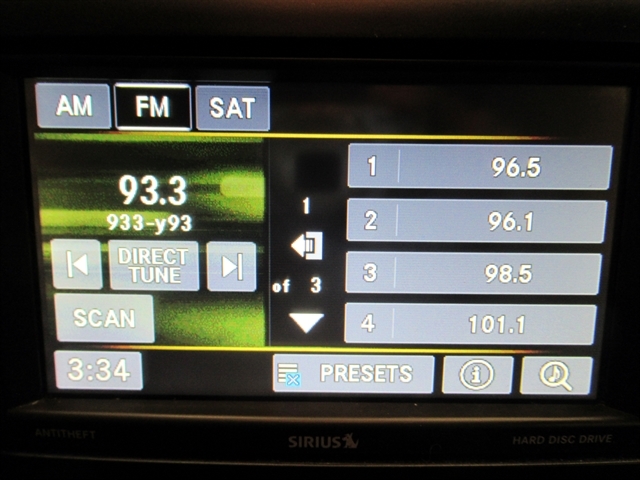 AM FM SAT
93.3
933-y93
DIRECT
TUNE
SCAN
3:34
1
of 3
1 96.5
2 96.1
3 98.5
4 101.1
PRESETS
i
ANTITHEFT
SIRIUS
HARD DISC DRIVE